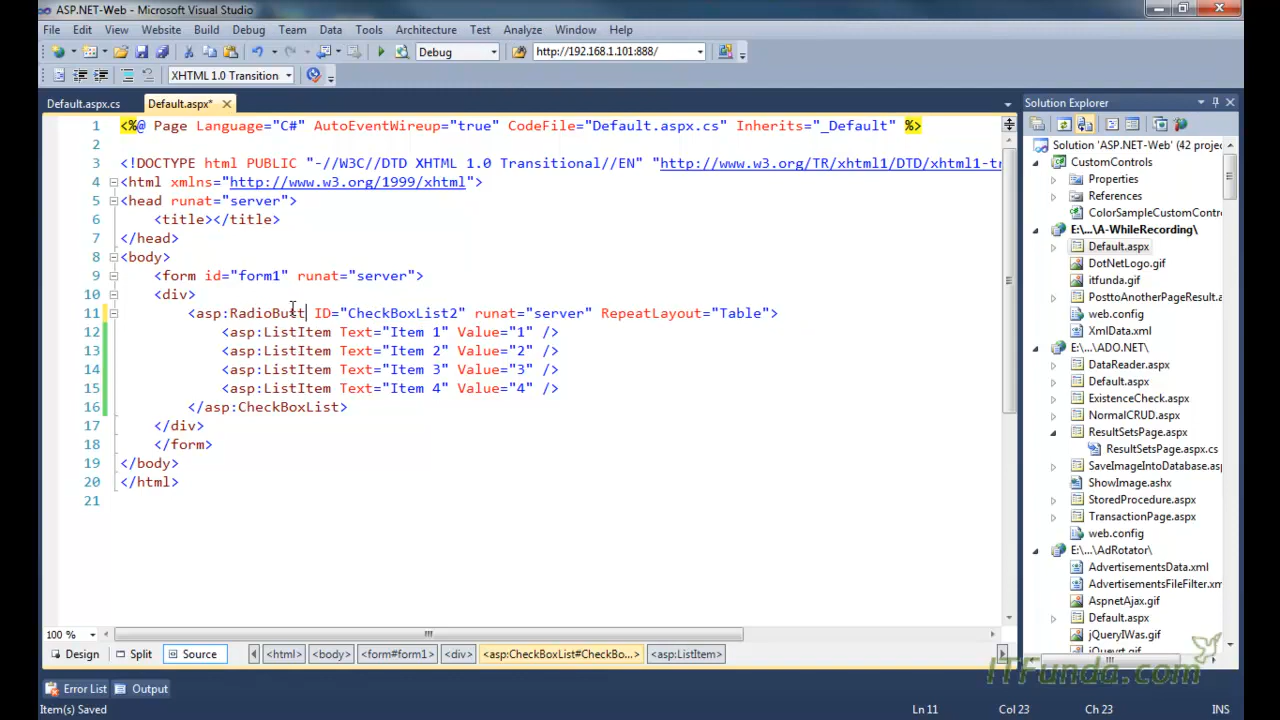 ASP.NET-Web - Microsoft Visual Studio
File Edit View Website Build Debug Team Data Tools Architecture Test Analyze Window Help
Debug http://192.168.1.101:888/
XHTML 1.0 Transition
Default.aspx.cs Default.aspx*
1 <%@ Page Language="C#" AutoEventWireup="true" CodeFile="Default.aspx.cs" Inherits="_Default" %>
2
3 <!DOCTYPE html PUBLIC "-//W3C//DTD XHTML 1.0 Transitional//EN" "http://www.w3.org/TR/xhtml1/DTD/xhtml1-tr
4 <html xmlns="http://www.w3.org/1999/xhtml">
5 <head runat="server">
6 <title></title>
7 </head>
8 <body>
9 <form id="form1" runat="server">
10 <div>
11 <asp:RadioButt ID="CheckBoxList2" runat="server" RepeatLayout="Table">
12 <asp:ListItem Text="Item 1" Value="1" />
13 <asp:ListItem Text="Item 2" Value="2" />
14 <asp:ListItem Text="Item 3" Value="3" />
15 <asp:ListItem Text="Item 4" Value="4" />
16 </asp:CheckBoxList>
17 </div>
18 </form>
19 </body>
20 </html>
21
100 %
Design Split Source <html> <body> <form#form1> <div> <asp:CheckBoxList#CheckBo...> <asp:ListItem>
Error List Output
Item(s) Saved Ln 11 Col 23 Ch 23 INS
Solution Explorer
Solution 'ASP.NET-Web' (42 projec
CustomControls
Properties
References
ColorSampleCustomContr
E:\...\A-WhileRecording\
Default.aspx
DotNetLogo.gif
itfunda.gif
PosttoAnotherPageResult.a
web.config
XmlData.xml
E:\...\ADO.NET\
DataReader.aspx
Default.aspx
ExistenceCheck.aspx
NormalCRUD.aspx
ResultSetsPage.aspx
ResultSetsPage.aspx.cs
SaveImageIntoDatabase.asp
ShowImage.ashx
StoredProcedure.aspx
TransactionPage.aspx
web.config
E:\...\AdRotator\
AdvertisementsData.xml
AdvertisementsFileFilter.xm
AspnetAjax.gif
Default.aspx
jQueryIWas.gif
ITFunda.com